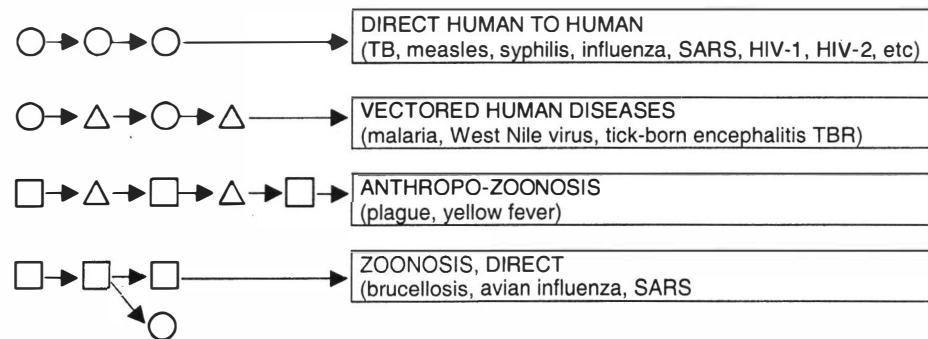 DIRECT HUMAN TO HUMAN
(TB, measles, syphilis, influenza, SARS, HIV-1, HIV-2, etc)
VECTORED HUMAN DISEASES
(malaria, West Nile virus, tick-born encephalitis TBR)
ANTHROPO-ZOONOSIS
(plague, yellow fever)
ZOONOSIS, DIRECT
(brucellosis, avian influenza, SARS